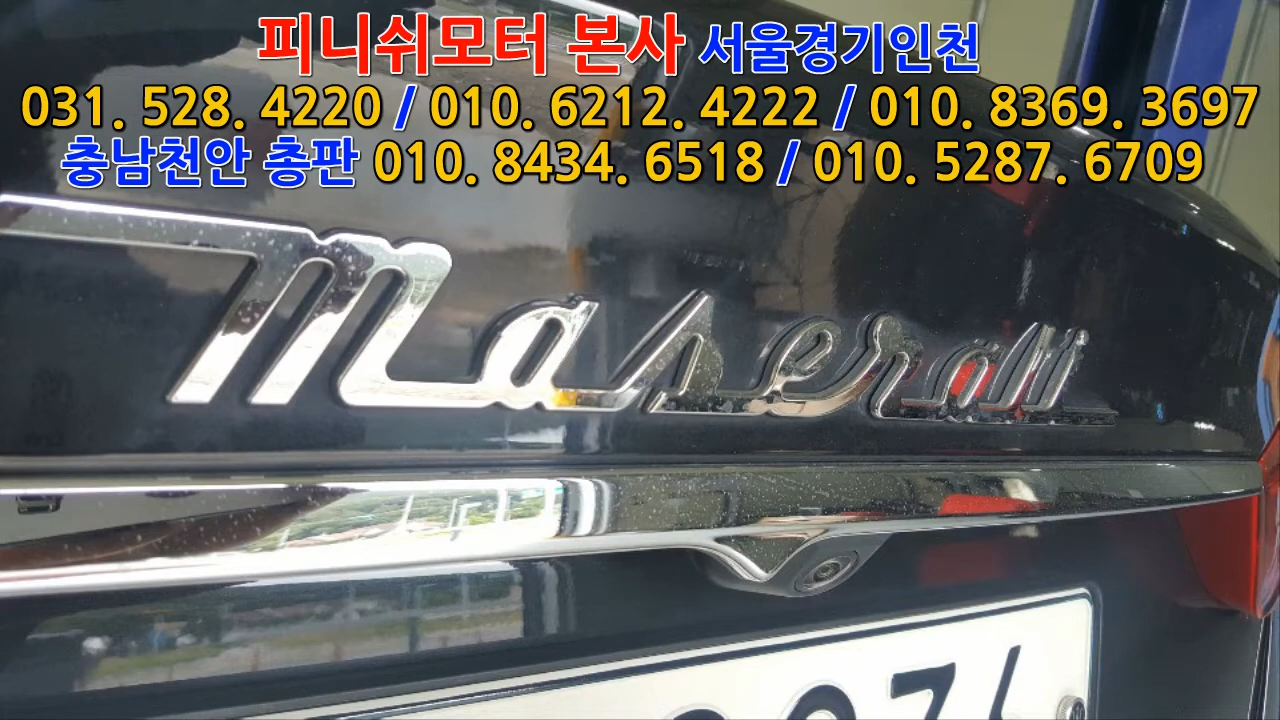 피니쉬모터 본사 서울경기인천
031. 528. 4220 / 010. 6212. 4222 / 010. 8369. 3697
충남천안 총판 010. 8434. 6518 / 010. 5287. 6709
Maserati